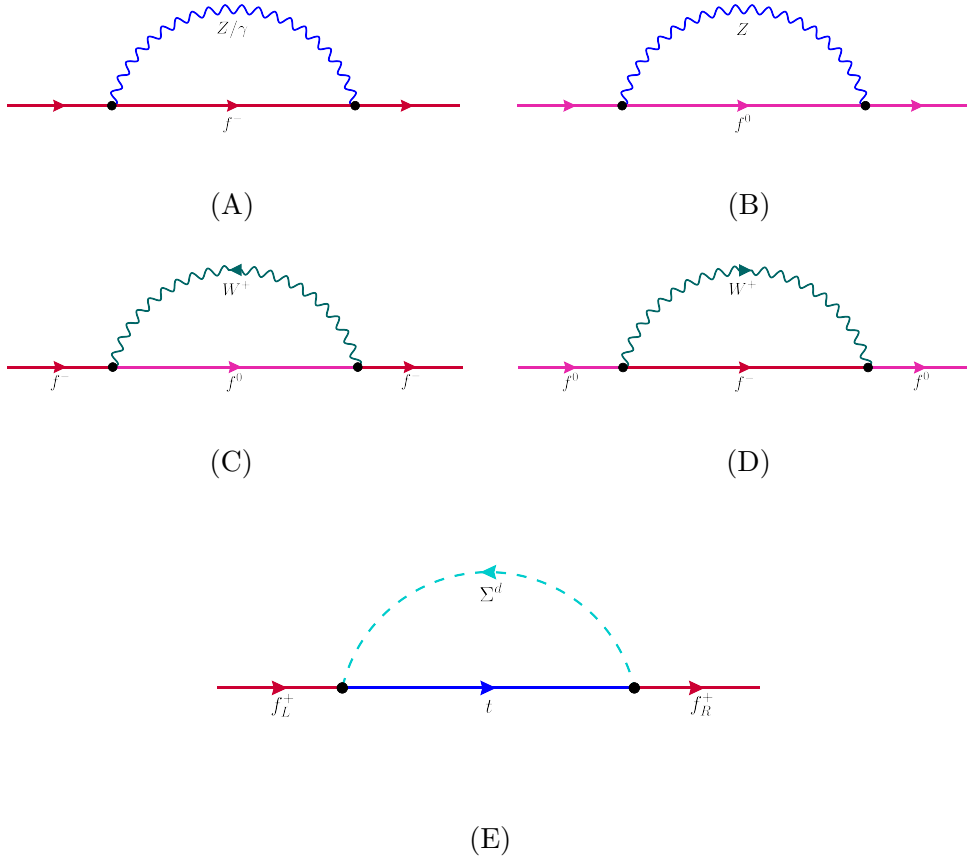 Z/γ
f⁻
Z
f⁰
(A)
(B)
W⁺
f⁻
f⁰
f⁻
W⁺
f⁰
f⁻
f⁰
(C)
(D)
Σᵈ
f⁺_L
t
f⁺_R
(E)